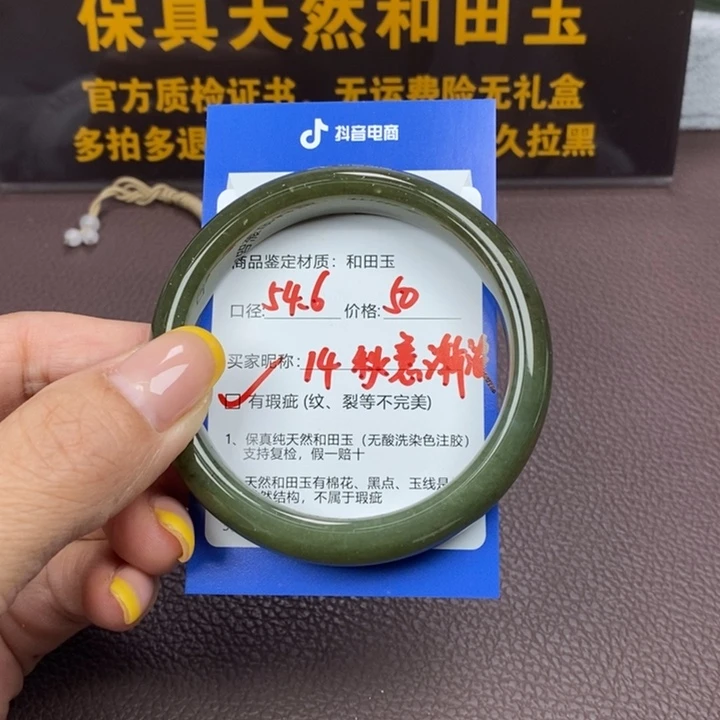 保真天然和田玉
官方质检证书 无运费险无礼盒
多拍多退 久拉黑
抖音电商
商品鉴定材质：和田玉
口径: 54.6 价格: 50
买家昵称: 14 秋意渐浓
有瑕疵 (纹、裂等不完美)
1、保真纯天然和田玉（无酸洗染色注胶）
支持复检，假一赔十
天然和田玉有棉花、黑点、玉线是
然结构，不属于瑕疵